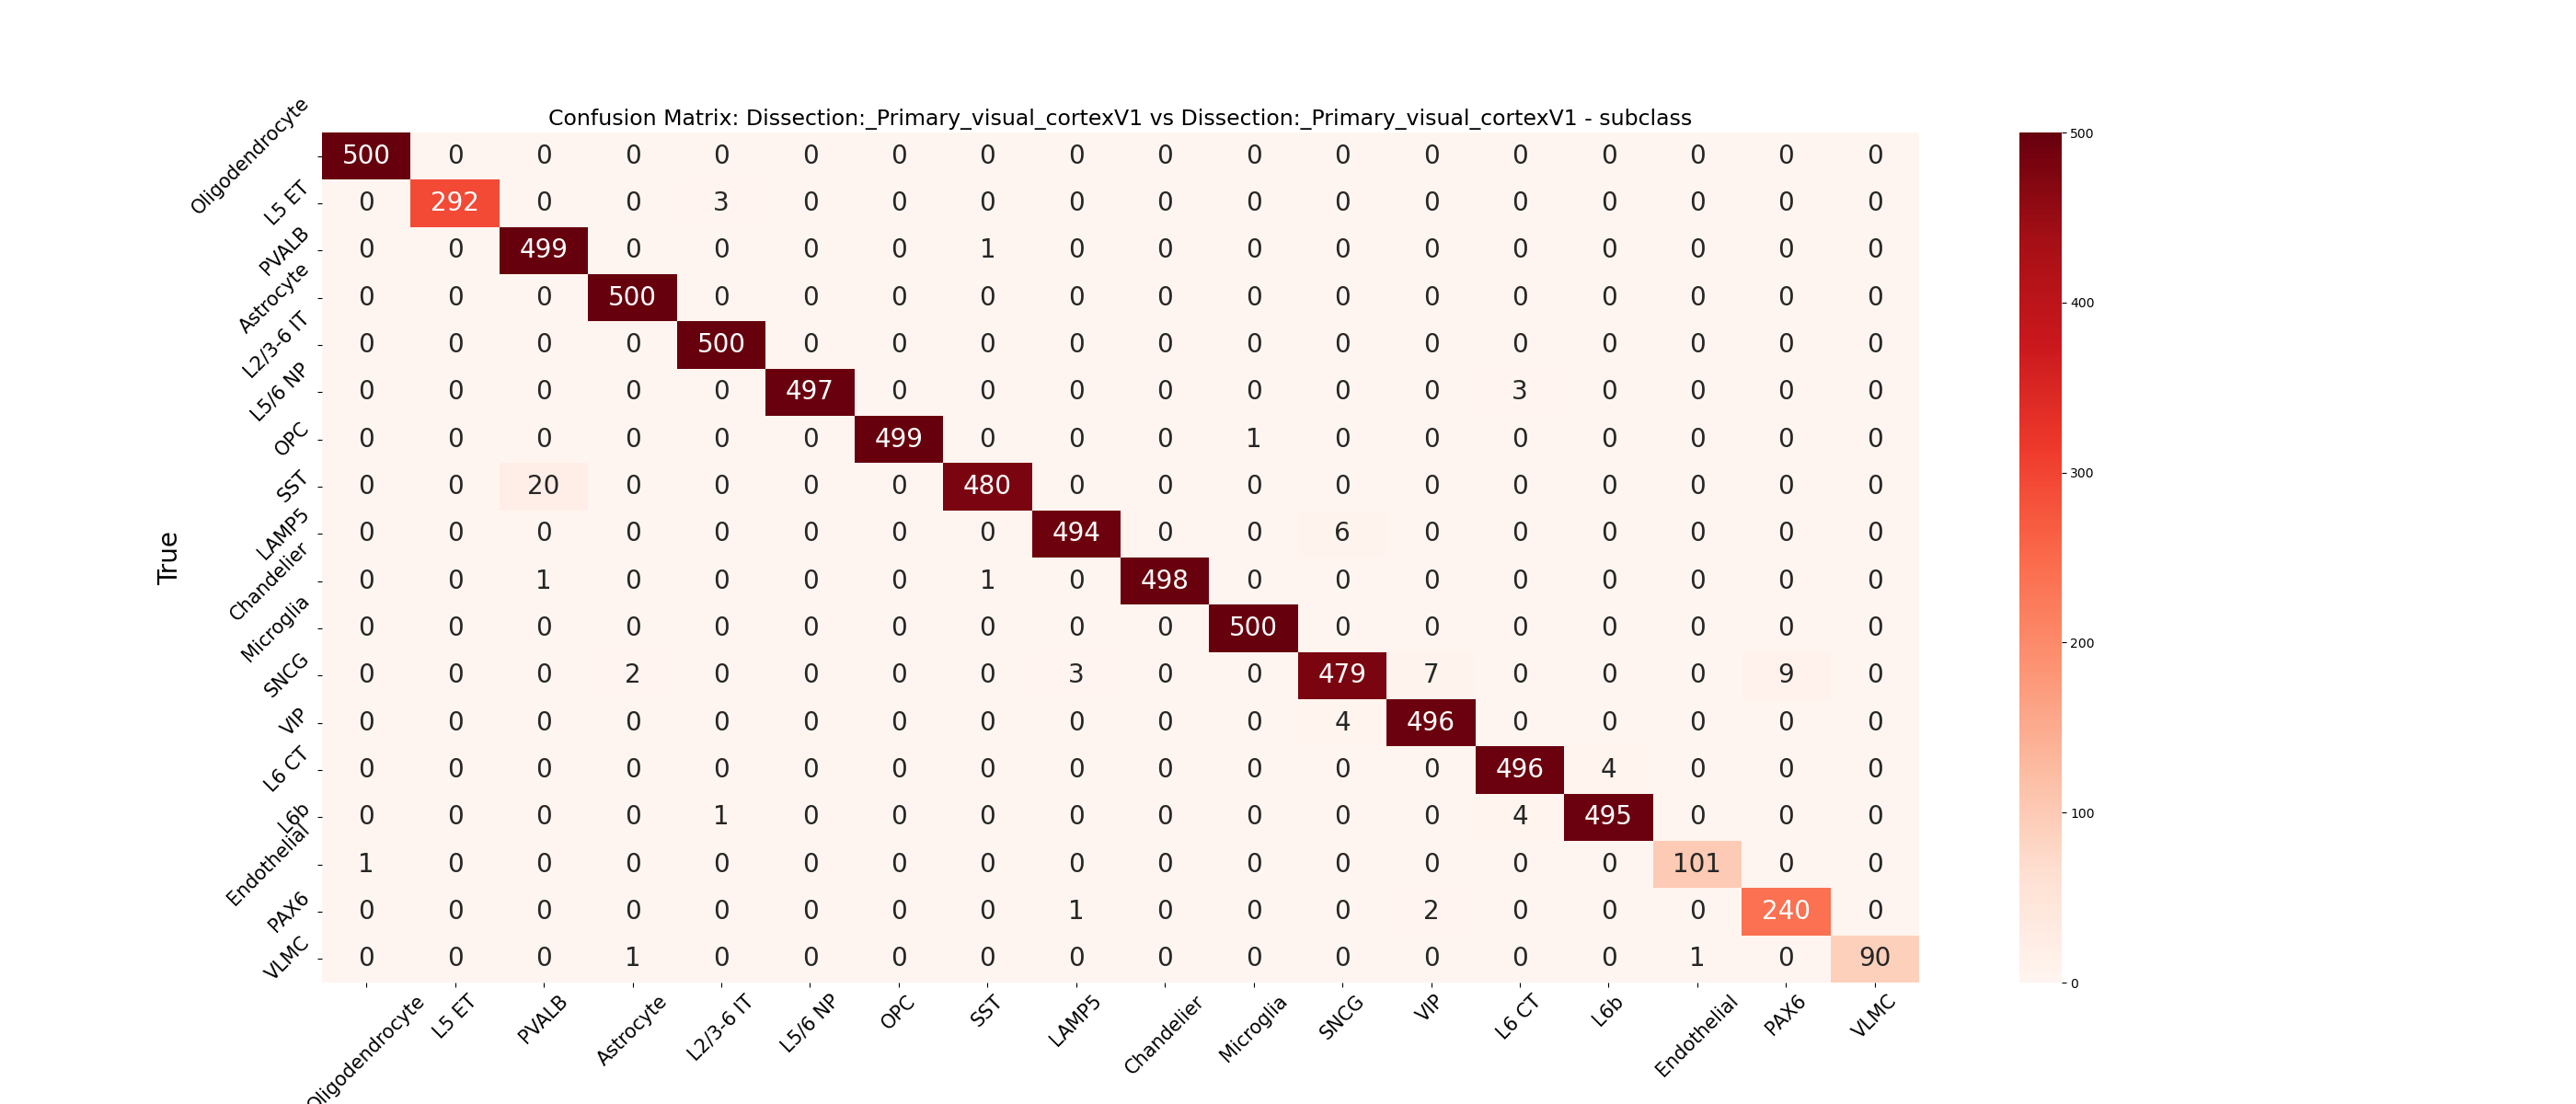 Confusion Matrix: Dissection:_Primary_visual_cortexV1 vs Dissection:_Primary_visual_cortexV1 - subclass
True
Oligodendrocyte 500 0 0 0 0 0 0 0 0 0 0 0 0 0 0 0 0 0
L5 ET 0 292 0 0 3 0 0 0 0 0 0 0 0 0 0 0 0 0
PVALB 0 0 499 0 0 0 0 1 0 0 0 0 0 0 0 0 0 0
Astrocyte 0 0 0 500 0 0 0 0 0 0 0 0 0 0 0 0 0 0
L2/3-6 IT 0 0 0 0 500 0 0 0 0 0 0 0 0 0 0 0 0 0
L5/6 NP 0 0 0 0 0 497 0 0 0 0 0 0 0 3 0 0 0 0
OPC 0 0 0 0 0 0 499 0 0 0 1 0 0 0 0 0 0 0
SST 0 0 20 0 0 0 0 480 0 0 0 0 0 0 0 0 0 0
LAMP5 0 0 0 0 0 0 0 0 494 0 0 6 0 0 0 0 0 0
Chandelier 0 0 1 0 0 0 0 1 0 498 0 0 0 0 0 0 0 0
Microglia 0 0 0 0 0 0 0 0 0 0 500 0 0 0 0 0 0 0
SNCG 0 0 0 2 0 0 0 0 3 0 0 479 7 0 0 0 9 0
VIP 0 0 0 0 0 0 0 0 0 0 0 4 496 0 0 0 0 0
L6 CT 0 0 0 0 0 0 0 0 0 0 0 0 0 496 4 0 0 0
L6b 0 0 0 0 1 0 0 0 0 0 0 0 0 4 495 0 0 0
Endothelial 1 0 0 0 0 0 0 0 0 0 0 0 0 0 0 101 0 0
PAX6 0 0 0 0 0 0 0 0 1 0 0 0 2 0 0 0 240 0
VLMC 0 0 0 1 0 0 0 0 0 0 0 0 0 0 0 1 0 90
Oligodendrocyte L5 ET PVALB Astrocyte L2/3-6 IT L5/6 NP OPC SST LAMP5 Chandelier Microglia SNCG VIP L6 CT L6b Endothelial PAX6 VLMC
500
400
300
200
100
0